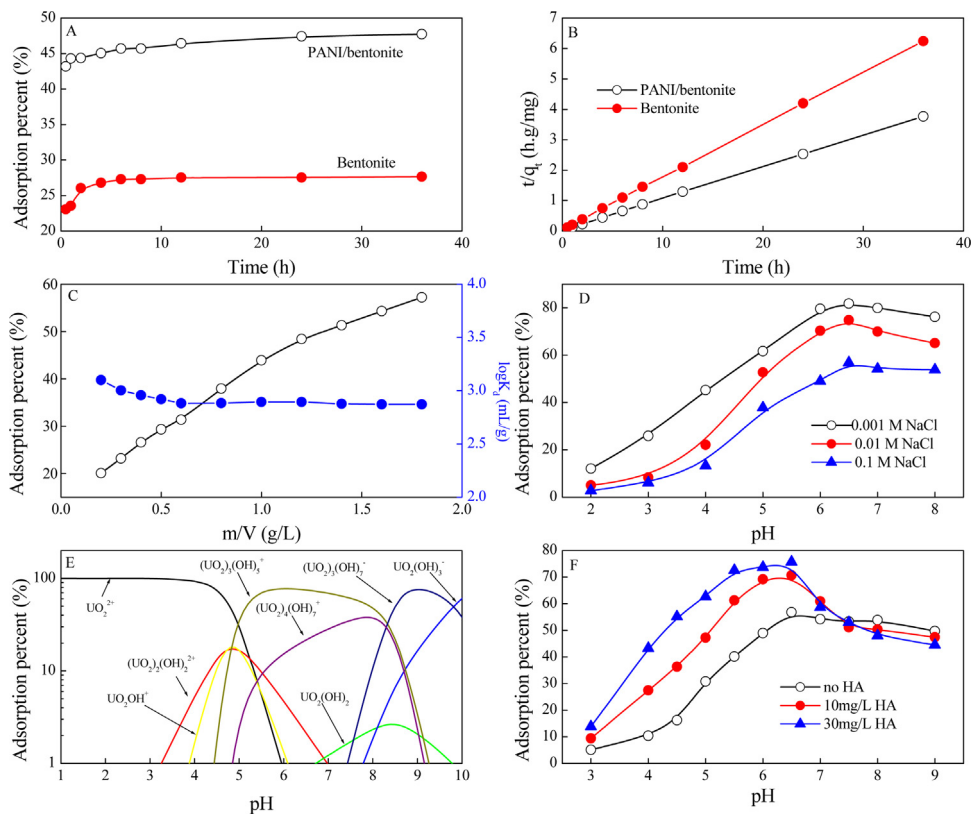 A
50
45
40
35
30
25
20
Adsorption percent (%)
PANI/bentonite
Bentonite
0
10
20
30
40
Time (h)
B
7
6
5
4
3
2
1
0
t/qt (h.g/mg)
PANI/bentonite
Bentonite
0
10
20
30
40
Time (h)
C
60
50
40
30
20
Adsorption percent (%)
4.0
3.5
3.0
2.5
2.0
logKd (mL/g)
0.0
0.5
1.0
1.5
2.0
m/V (g/L)
D
80
60
40
20
0
Adsorption percent (%)
0.001 M NaCl
0.01 M NaCl
0.1 M NaCl
2
3
4
5
6
7
8
pH
E
100
10
1
Adsorption percent (%)
UO₂²⁺
(UO₂)₃(OH)₅⁺
(UO₂)₃(OH)₇⁻
UO₂(OH)₃⁻
(UO₂)₄(OH)₇⁺
(UO₂)₂(OH)₂²⁺
UO₂OH⁺
UO₂(OH)₂
1
2
3
4
5
6
7
8
9
10
pH
F
80
70
60
50
40
30
20
10
0
Adsorption percent (%)
no HA
10mg/L HA
30mg/L HA
3
4
5
6
7
8
9
pH